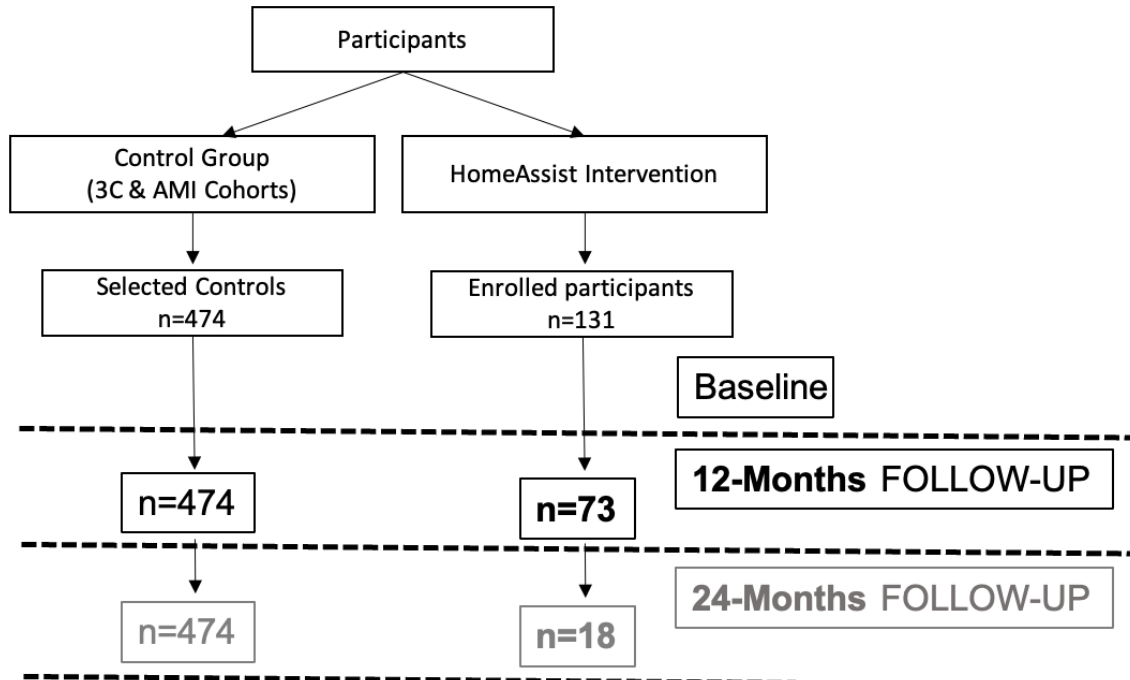 Participants
Control Group
(3C & AMI Cohorts)
HomeAssist Intervention
Selected Controls
n=474
Enrolled participants
n=131
Baseline
12-Months FOLLOW-UP
n=474
n=73
24-Months FOLLOW-UP
n=474
n=18